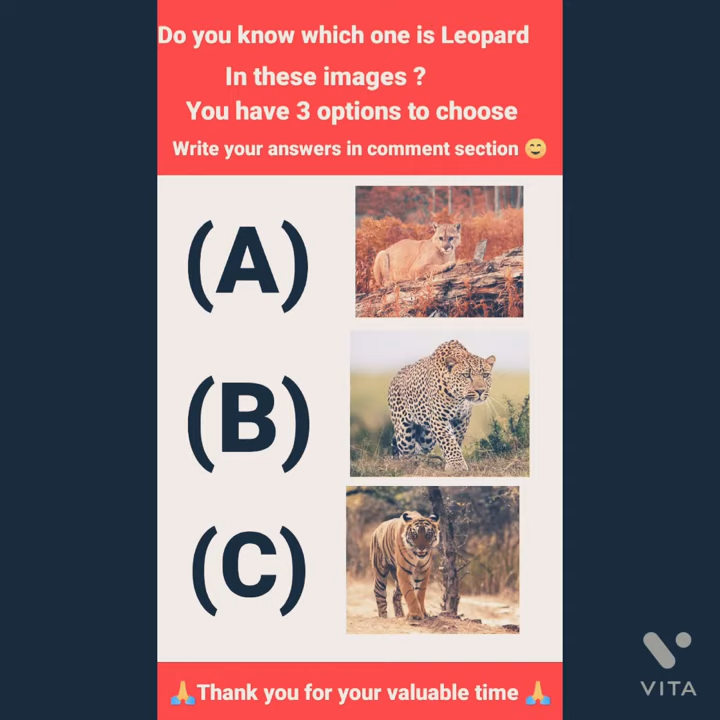 Do you know which one is Leopard
In these images ?
You have 3 options to choose
Write your answers in comment section 😊
(A)
(B)
(C)
🙏Thank you for your valuable time 🙏
VITA